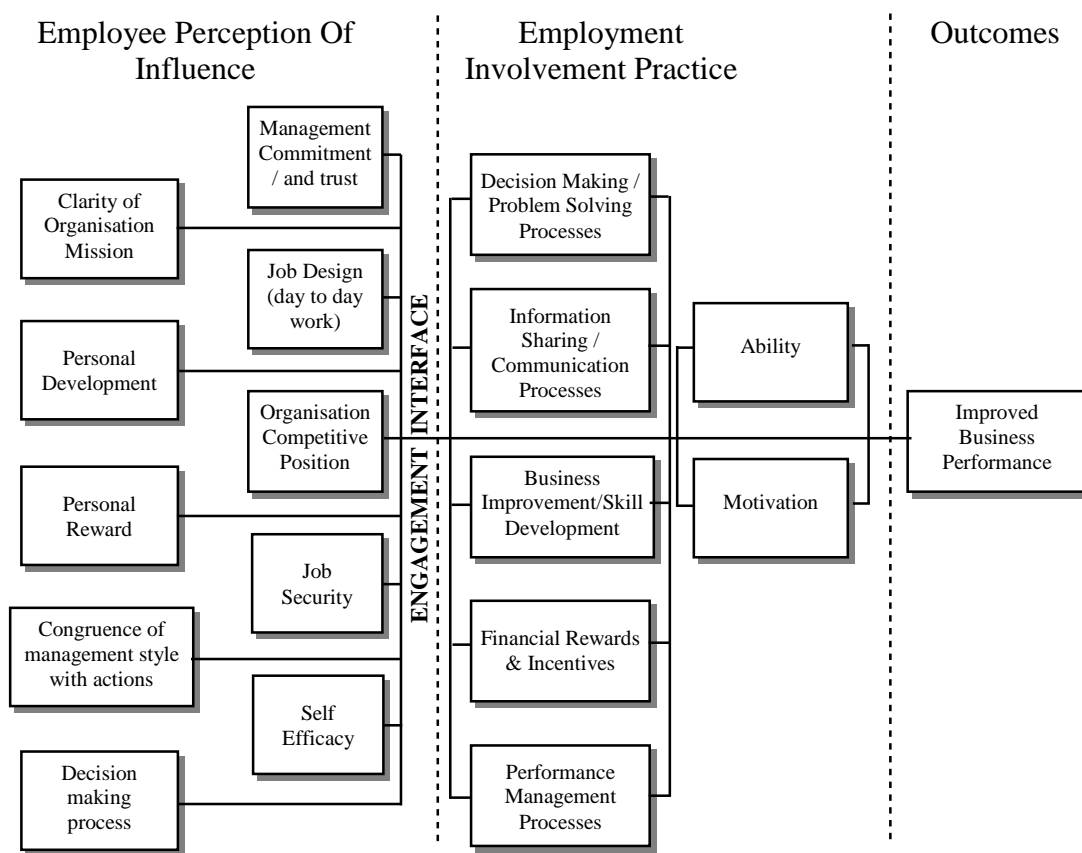 Employee Perception Of
Influence
Employment
Involvement Practice
Outcomes
Management
Commitment
/ and trust
Clarity of
Organisation
Mission
Job Design
(day to day
work)
Personal
Development
Organisation
Competitive
Position
Personal
Reward
Job
Security
Congruence of
management style
with actions
Self
Efficacy
Decision
making
process
ENGAGEMENT INTERFACE
Decision Making /
Problem Solving
Processes
Information
Sharing /
Communication
Processes
Business
Improvement/Skill
Development
Financial Rewards
& Incentives
Performance
Management
Processes
Ability
Motivation
Improved
Business
Performance